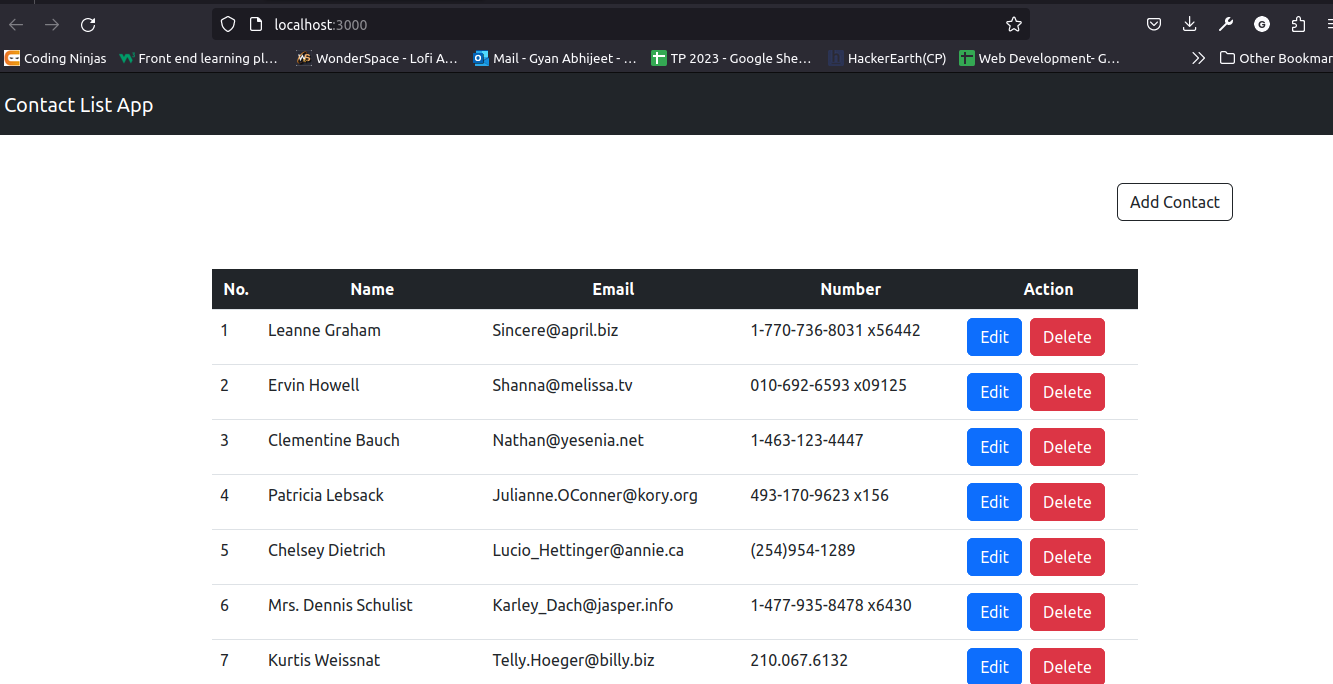 localhost:3000
Coding Ninjas Front end learning pl... WonderSpace - Lofi A... Mail - Gyan Abhijeet - ... TP 2023 - Google She... HackerEarth(CP) Web Development- G... Other Bookmar
Contact List App
Add Contact
No. Name Email Number Action
1 Leanne Graham Sincere@april.biz 1-770-736-8031 x56442 Edit Delete
2 Ervin Howell Shanna@melissa.tv 010-692-6593 x09125 Edit Delete
3 Clementine Bauch Nathan@yesenia.net 1-463-123-4447 Edit Delete
4 Patricia Lebsack Julianne.OConner@kory.org 493-170-9623 x156 Edit Delete
5 Chelsey Dietrich Lucio_Hettinger@annie.ca (254)954-1289 Edit Delete
6 Mrs. Dennis Schulist Karley_Dach@jasper.info 1-477-935-8478 x6430 Edit Delete
7 Kurtis Weissnat Telly.Hoeger@billy.biz 210.067.6132 Edit Delete